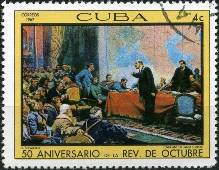 CUBA
CORREOS
1967
4c
50 ANIVERSARIO DE LA REV. DE OCTUBRE